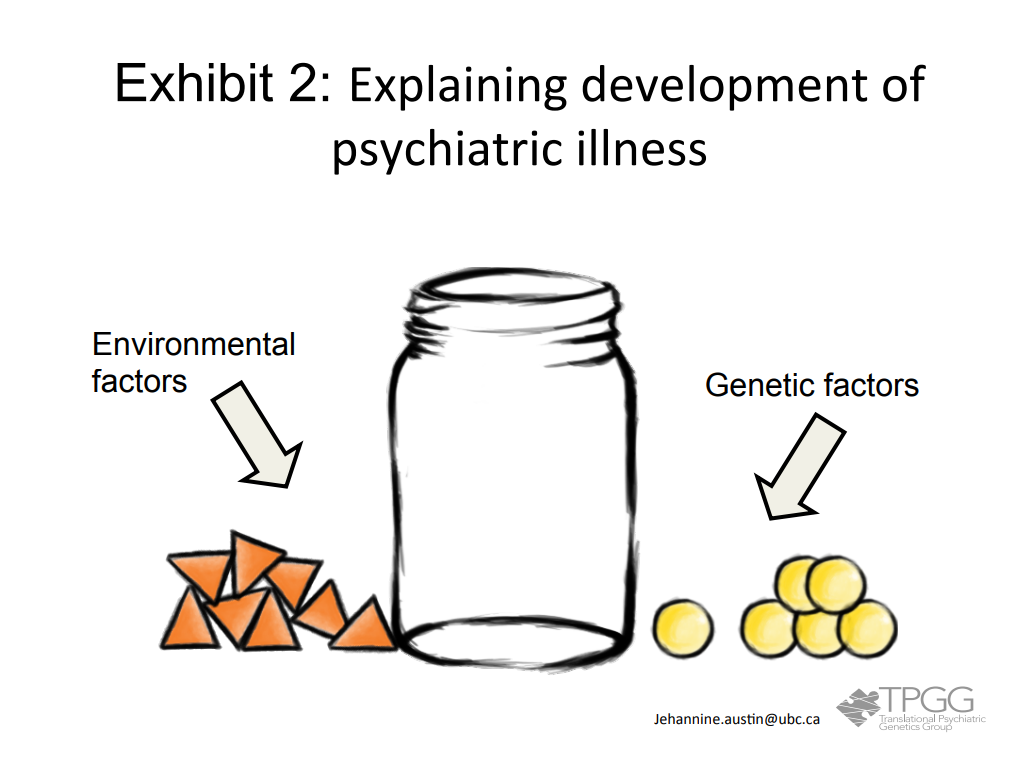 Exhibit 2: Explaining development of
psychiatric illness
Environmental
factors
Genetic factors
Jehannine.austin@ubc.ca
TPGG
Translational Psychiatric
Genetics Group